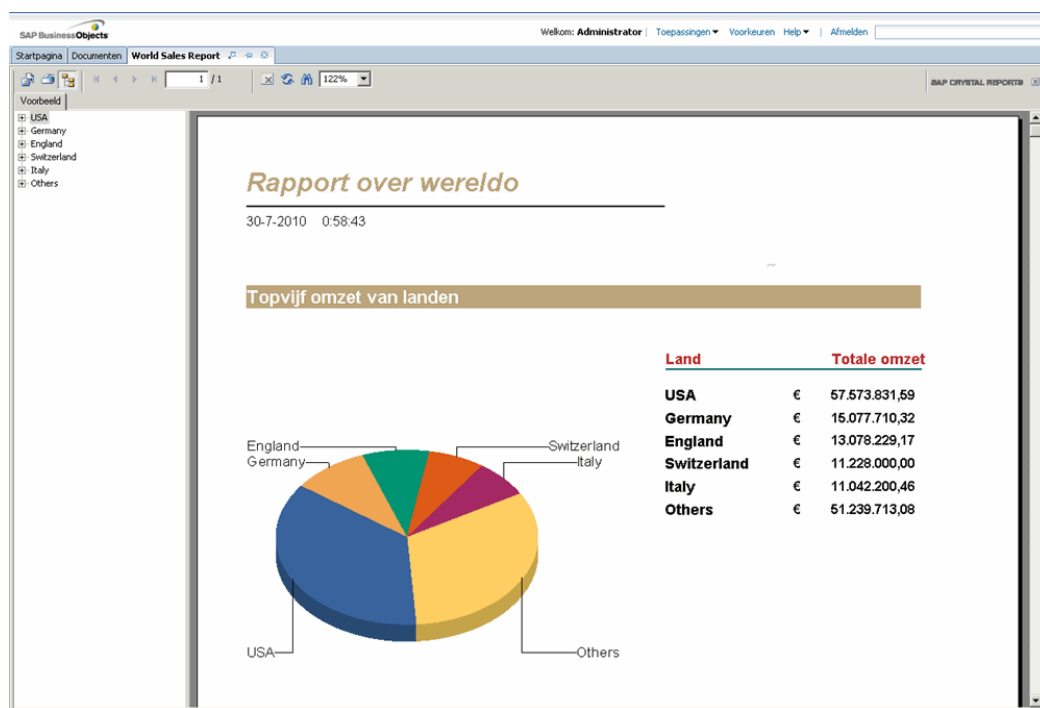 SAP BusinessObjects
Welkom: Administrator | Toepassingen Voorkeuren Help | Afmelden
Startpagina Documenten World Sales Report
1 / 1 122% SAP CRYSTAL REPORTS
Voorbeeld
USA
Germany
England
Switzerland
Italy
Others
Rapport over wereldo
30-7-2010 0:58:43
Topvijf omzet van landen
Land Totale omzet
USA € 57.573.831,59
Germany € 15.077.710,32
England € 13.078.229,17
Switzerland € 11.228.000,00
Italy € 11.042.200,46
Others € 51.239.713,08
England Switzerland
Germany Italy
USA Others